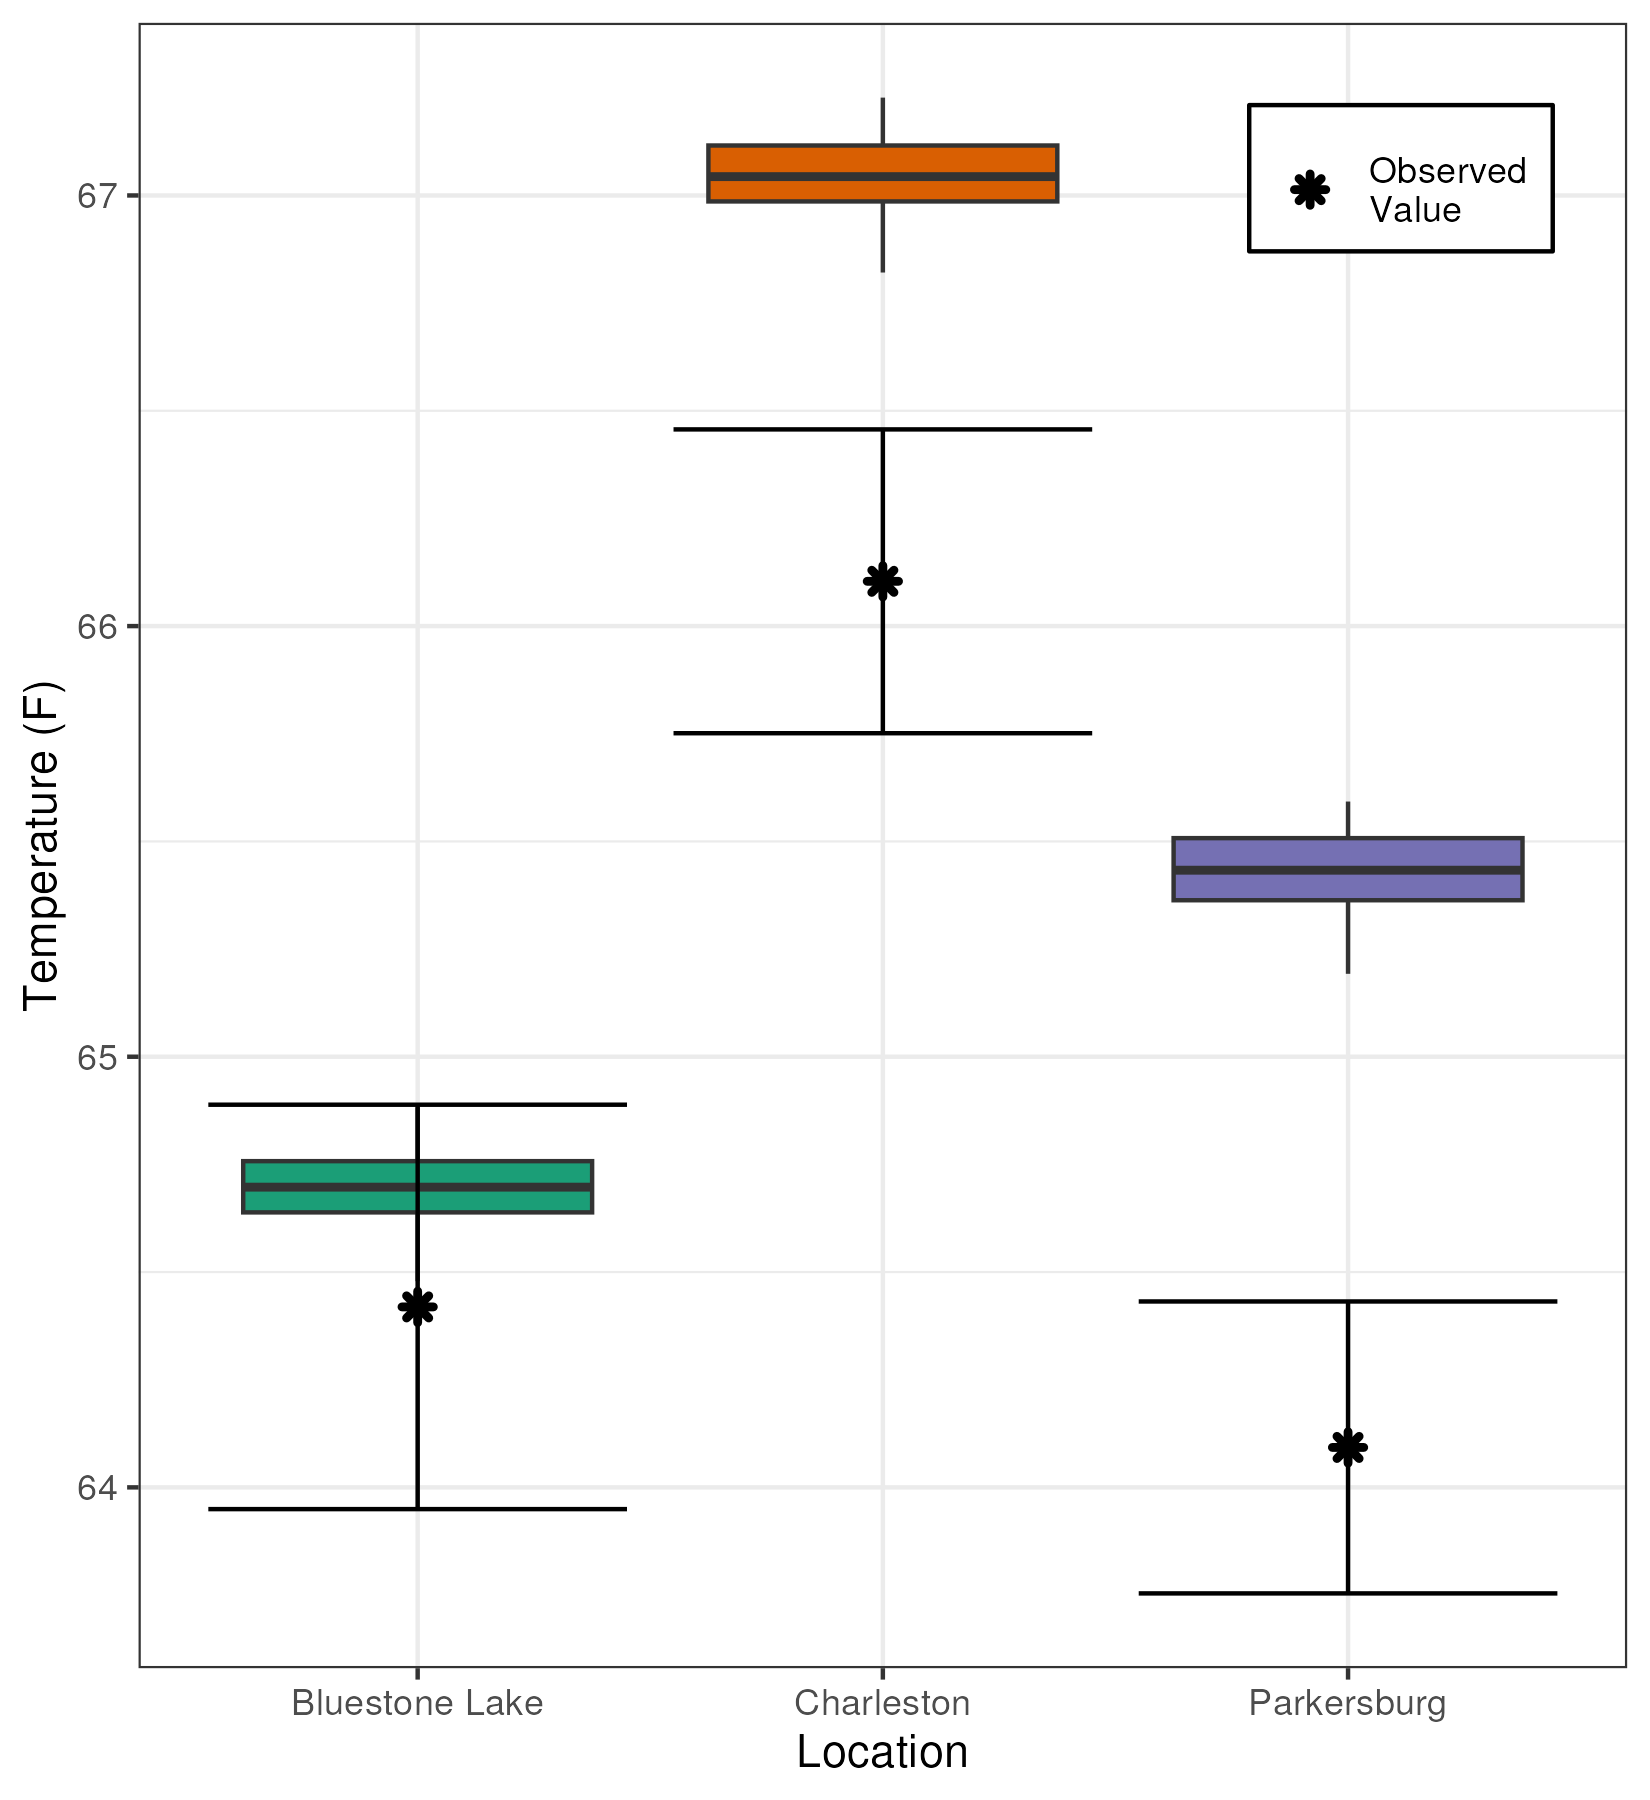 Observed
Value
67
66
65
64
Temperature (F)
Bluestone Lake
Charleston
Parkersburg
Location